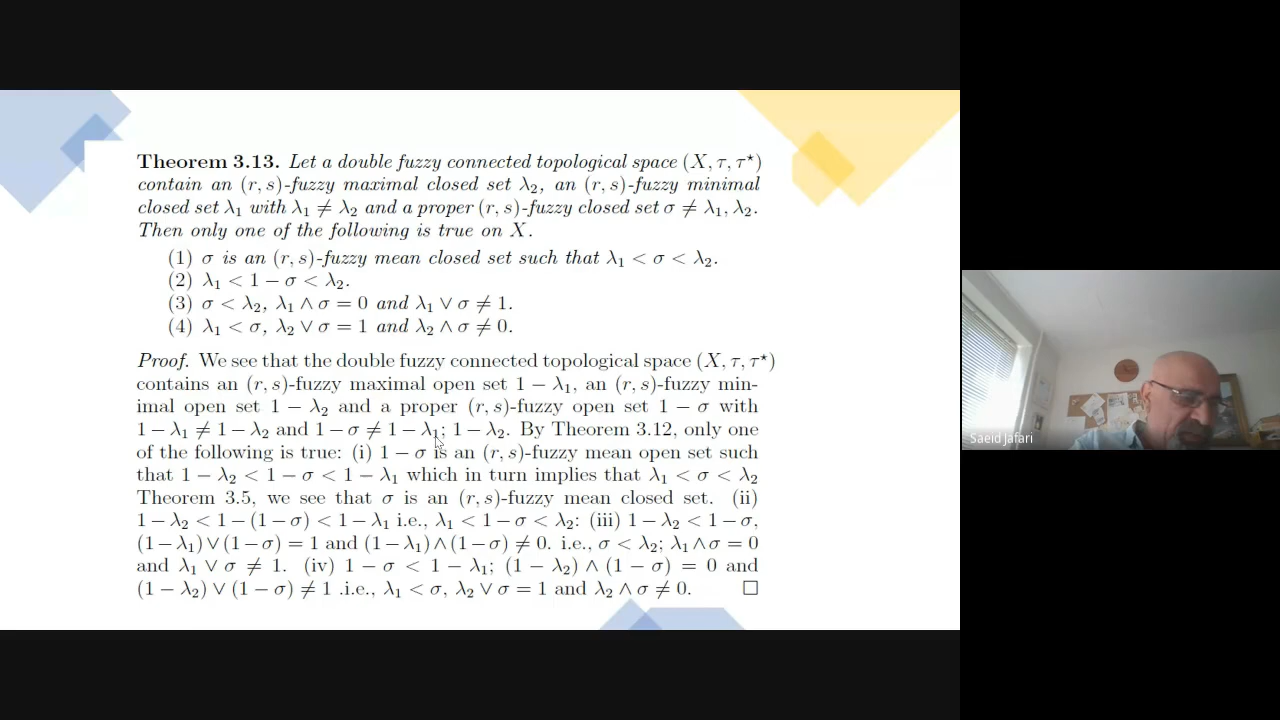 Theorem 3.13. Let a double fuzzy connected topological space (X, τ, τ⋆)
contain an (r, s)-fuzzy maximal closed set λ₂, an (r, s)-fuzzy minimal
closed set λ₁ with λ₁ ≠ λ₂ and a proper (r, s)-fuzzy closed set σ ≠ λ₁, λ₂.
Then only one of the following is true on X.
(1) σ is an (r, s)-fuzzy mean closed set such that λ₁ < σ < λ₂.
(2) λ₁ < 1 − σ < λ₂.
(3) σ < λ₂, λ₁ ∧ σ = 0 and λ₁ ∨ σ ≠ 1.
(4) λ₁ < σ, λ₂ ∨ σ = 1 and λ₂ ∧ σ ≠ 0.
Proof. We see that the double fuzzy connected topological space (X, τ, τ⋆)
contains an (r, s)-fuzzy maximal open set 1 − λ₁, an (r, s)-fuzzy min-
imal open set 1 − λ₂ and a proper (r, s)-fuzzy open set 1 − σ with
1 − λ₁ ≠ 1 − λ₂ and 1 − σ ≠ 1 − λ₁; 1 − λ₂. By Theorem 3.12, only one
of the following is true: (i) 1 − σ is an (r, s)-fuzzy mean open set such
that 1 − λ₂ < 1 − σ < 1 − λ₁ which in turn implies that λ₁ < σ < λ₂
Theorem 3.5, we see that σ is an (r, s)-fuzzy mean closed set. (ii)
1 − λ₂ < 1 − (1 − σ) < 1 − λ₁ i.e., λ₁ < 1 − σ < λ₂: (iii) 1 − λ₂ < 1 − σ,
(1 − λ₁) ∨ (1 − σ) = 1 and (1 − λ₁) ∧ (1 − σ) ≠ 0. i.e., σ < λ₂; λ₁ ∧ σ = 0
and λ₁ ∨ σ ≠ 1. (iv) 1 − σ < 1 − λ₁; (1 − λ₂) ∧ (1 − σ) = 0 and
(1 − λ₂) ∨ (1 − σ) ≠ 1 .i.e., λ₁ < σ, λ₂ ∨ σ = 1 and λ₂ ∧ σ ≠ 0. □
Saeid Jafari